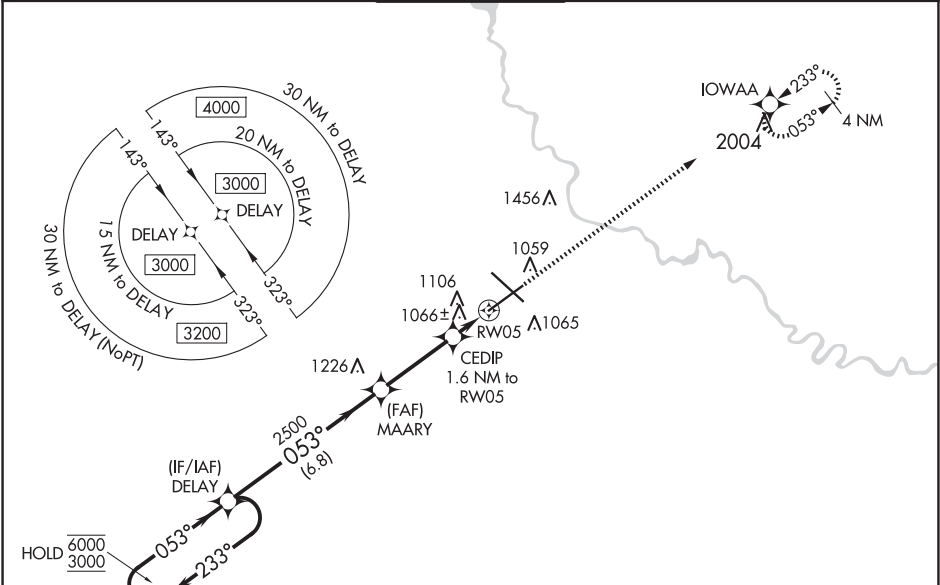 30 NM to DELAY
4000
20 NM to DELAY
143°
3000
DELAY
323°
143°
DELAY
3000
15 NM to DELAY
323°
3200
30 NM to DELAY (NoPT)
IOWAA
233°
053°
4 NM
2004
1456
1059
1106
1066±
RW05
1065
CEDIP
1.6 NM to
RW05
1226
(FAF)
MAARY
2500
053°
(6.8)
(IF/IAF)
DELAY
HOLD 6000
3000
053°
233°